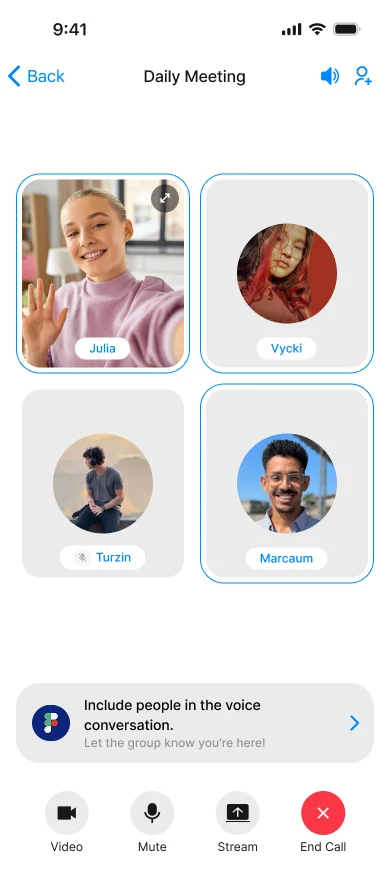 9:41
Back
Daily Meeting
Julia
Vycki
Turzin
Marcaum
Include people in the voice
conversation.
Let the group know you're here!
Video
Mute
Stream
End Call